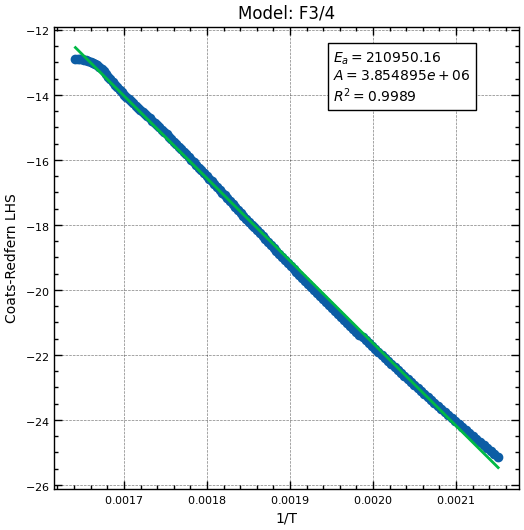 Model: F3/4
E_a = 210950.16
A = 3.854895e + 06
R^2 = 0.9989
Coats-Redfern LHS
−12
−14
−16
−18
−20
−22
−24
−26
0.0017 0.0018 0.0019 0.0020 0.0021
1/T